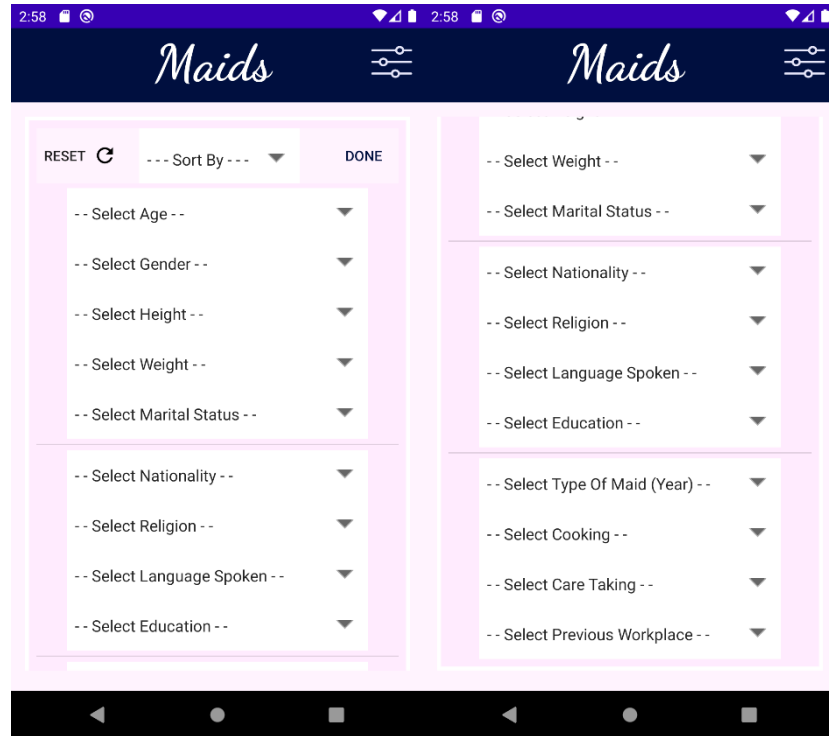 2:58
Maids
RESET
- - - Sort By - - -
DONE
- - Select Age - -
- - Select Gender - -
- - Select Height - -
- - Select Weight - -
- - Select Marital Status - -
- - Select Nationality - -
- - Select Religion - -
- - Select Language Spoken - -
- - Select Education - -
2:58
Maids
- - Select Weight - -
- - Select Marital Status - -
- - Select Nationality - -
- - Select Religion - -
- - Select Language Spoken - -
- - Select Education - -
- - Select Type Of Maid (Year) - -
- - Select Cooking - -
- - Select Care Taking - -
- - Select Previous Workplace - -